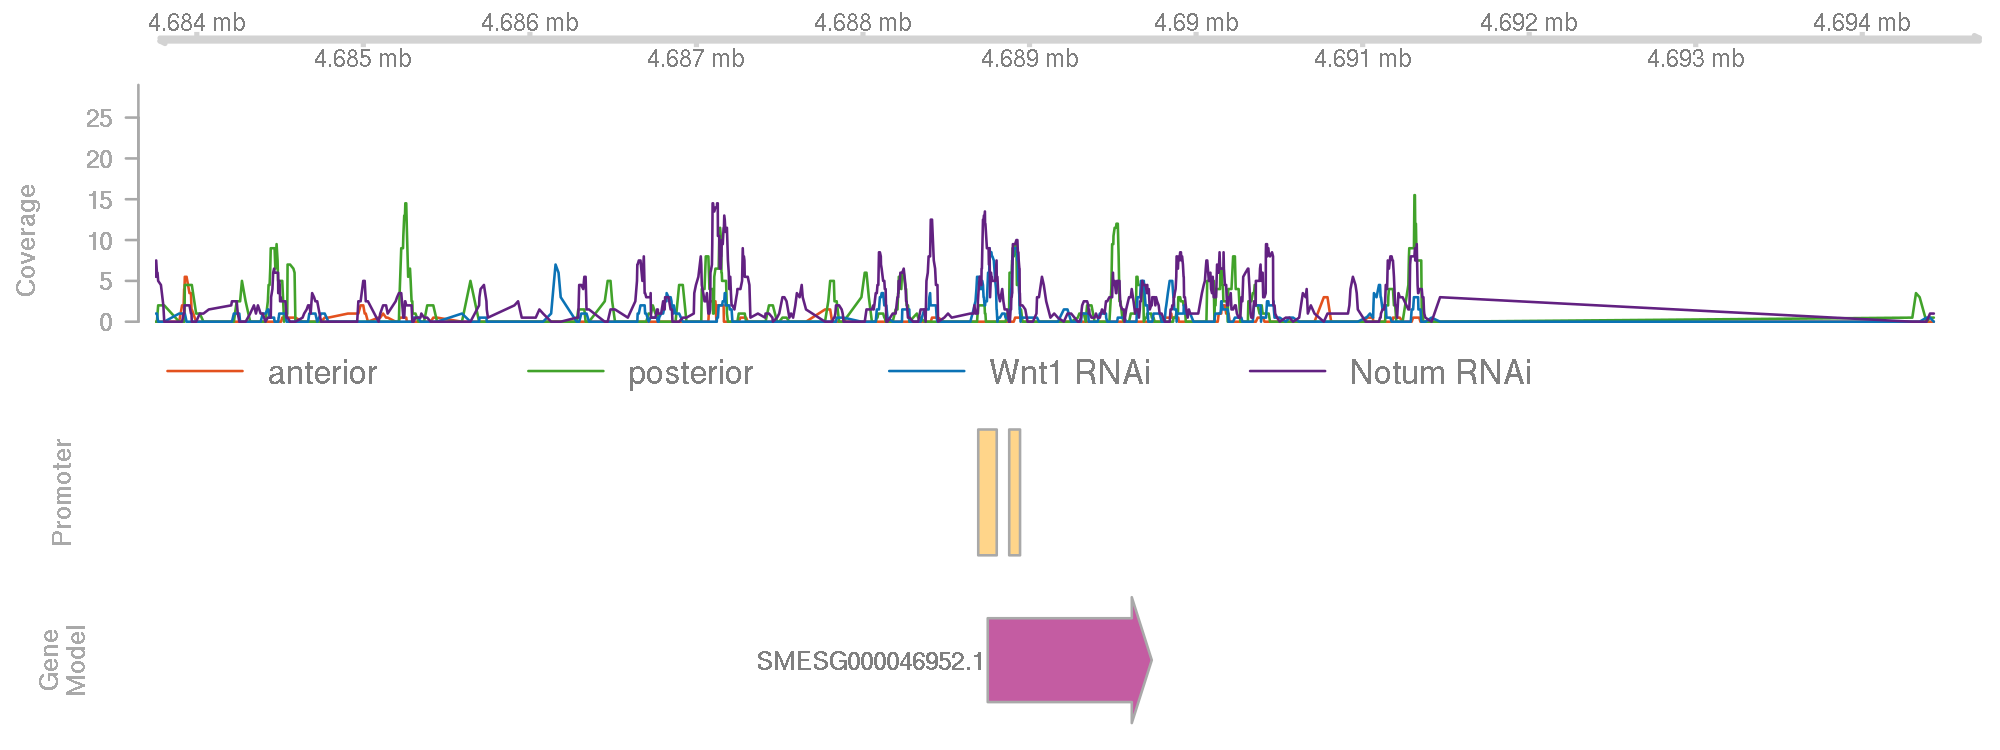 4.684 mb 4.686 mb 4.688 mb 4.69 mb 4.692 mb 4.694 mb
4.685 mb 4.687 mb 4.689 mb 4.691 mb 4.693 mb
Coverage
25
20
15
10
5
0
anterior posterior Wnt1 RNAi Notum RNAi
Promoter
Gene
Model
SMESG000046952.1